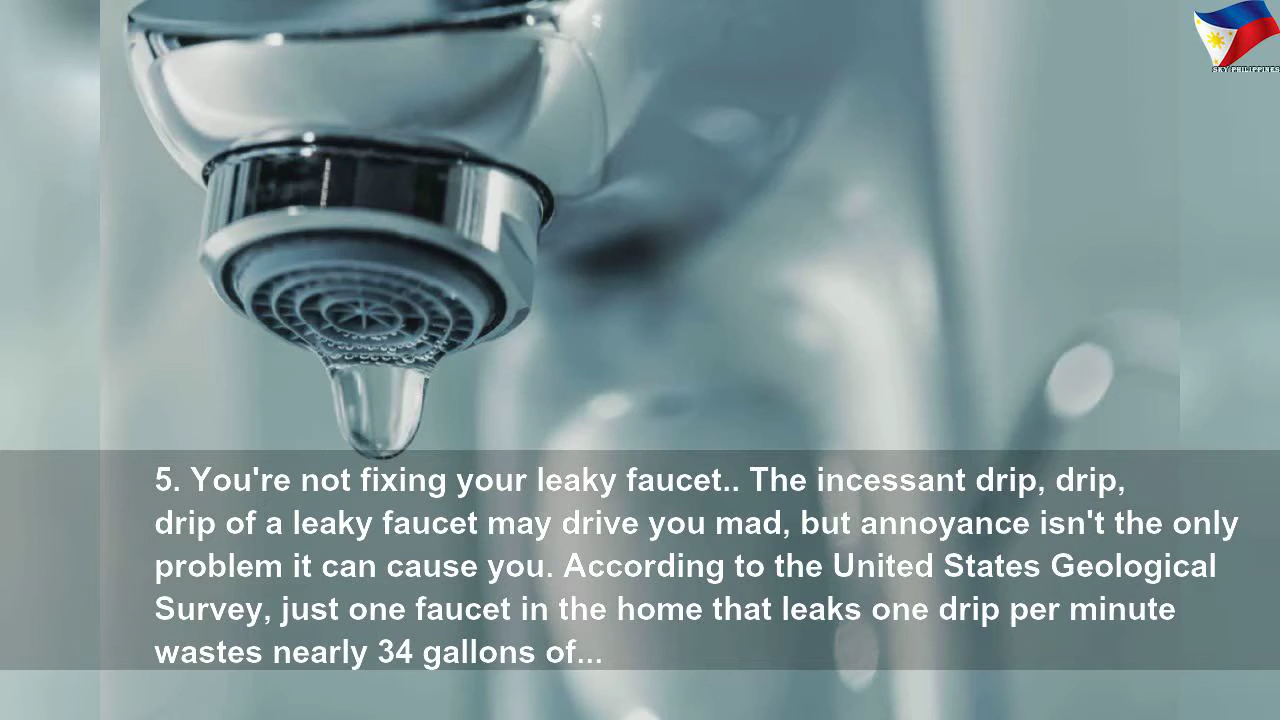 SKY PHILIPPINES
5. You're not fixing your leaky faucet.. The incessant drip, drip,
drip of a leaky faucet may drive you mad, but annoyance isn't the only
problem it can cause you. According to the United States Geological
Survey, just one faucet in the home that leaks one drip per minute
wastes nearly 34 gallons of...